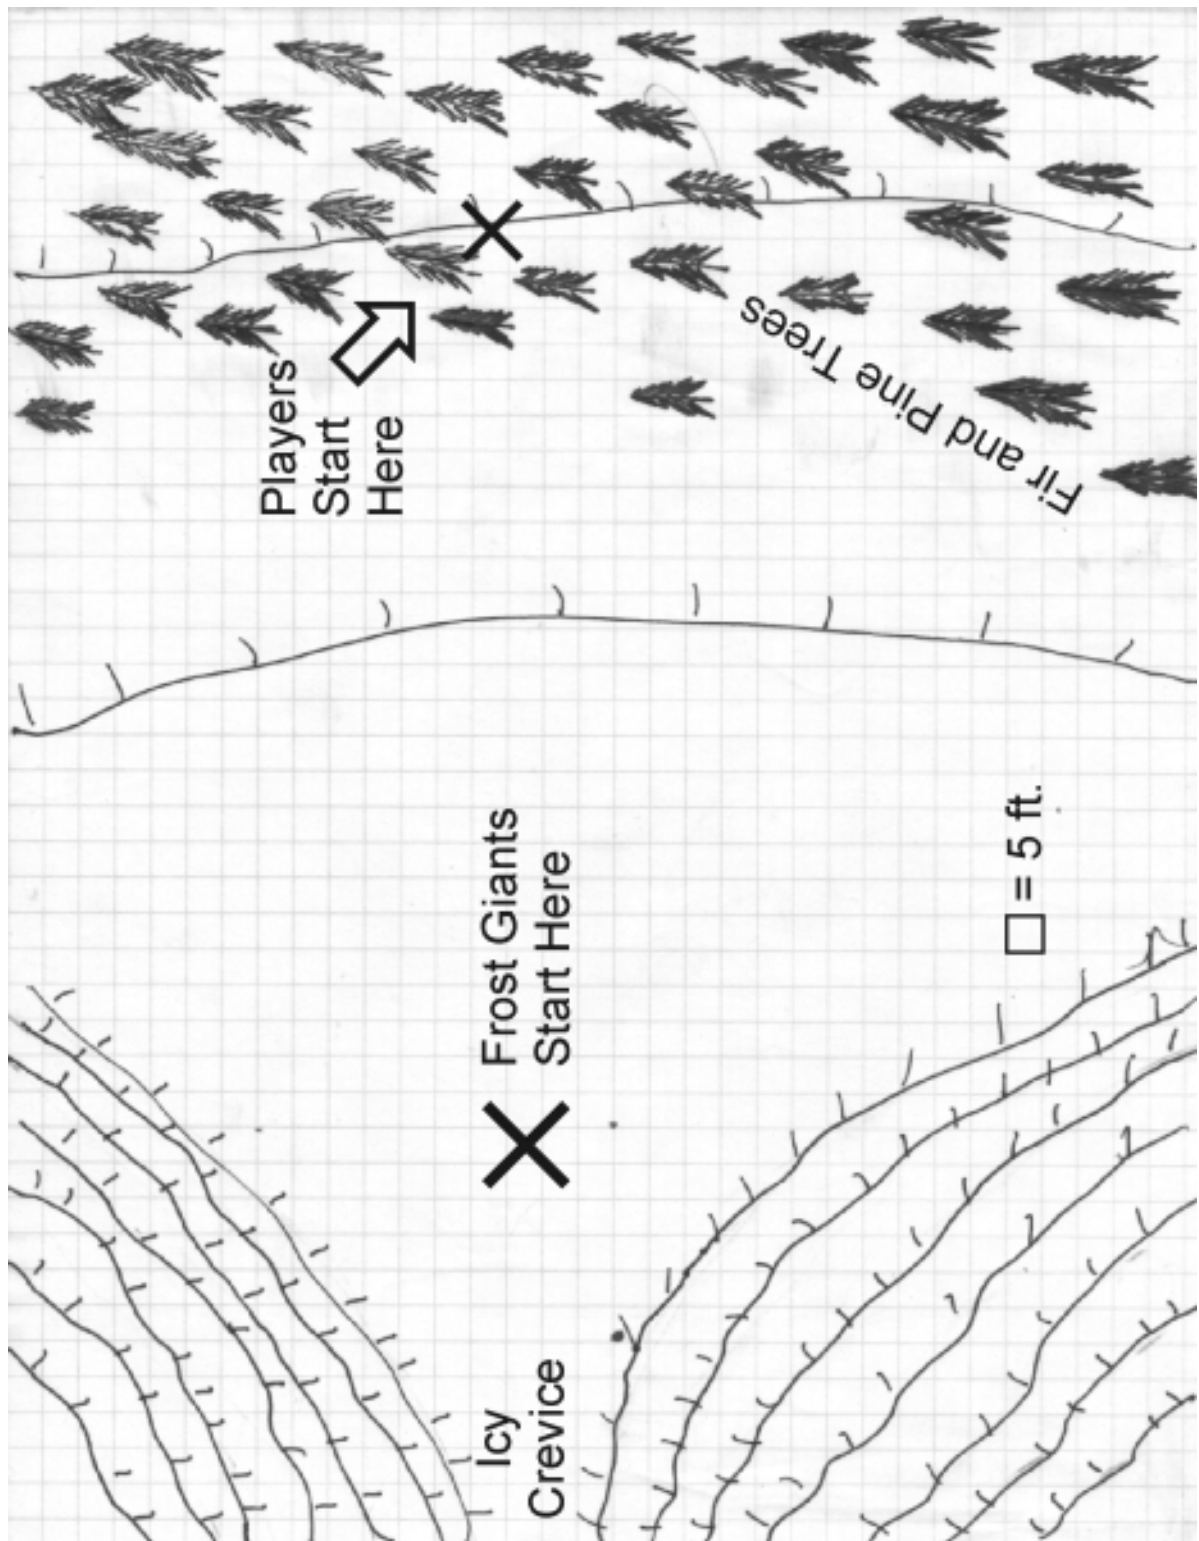 Players
Start
Here
Fir and Pine Trees
Frost Giants
Start Here
= 5 ft.
Icy
Crevice